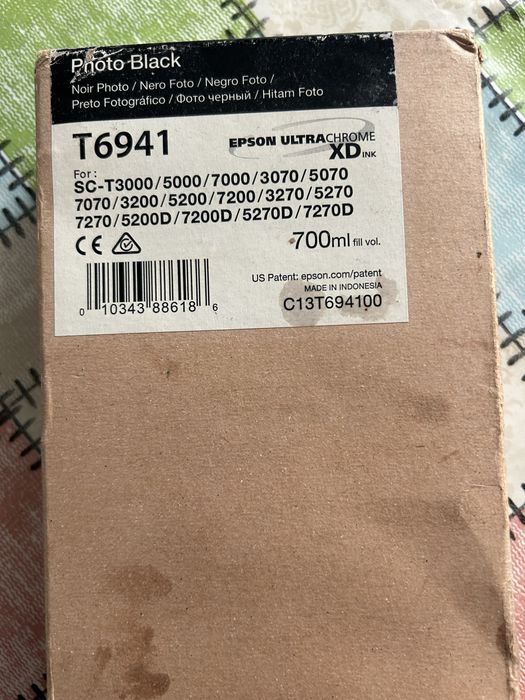 Photo Black
Noir Photo / Nero Foto / Negro Foto /
Preto Fotográfico / Фото черный / Hitam Foto
T6941
EPSON ULTRACHROME
XD INK
For :
SC-T3000/5000/7000/3070/5070
7070/3200/5200/7200/3270/5270
7270/5200D/7200D/5270D/7270D
CE
700ml fill vol.
US Patent: epson.com/patent
MADE IN INDONESIA
C13T694100
0 10343 88618 6